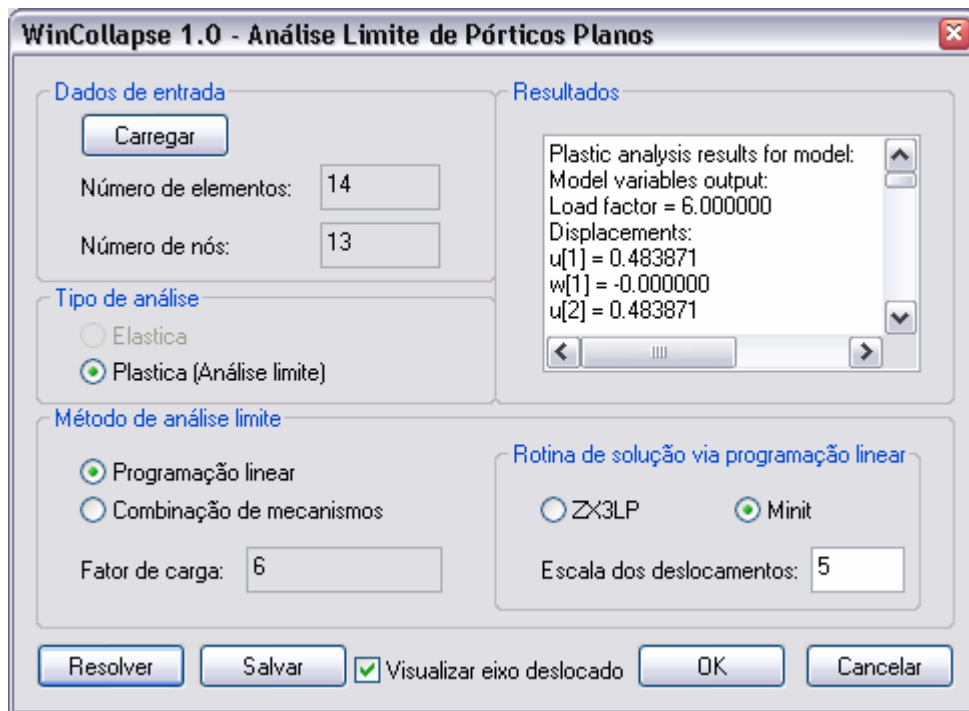 WinCollapse 1.0 - Análise Limite de Pórticos Planos
Dados de entrada
Carregar
Número de elementos: 14
Número de nós: 13
Tipo de análise
Elastica
Plastica (Análise limite)
Resultados
Plastic analysis results for model:
Model variables output:
Load factor = 6.000000
Displacements:
u[1] = 0.483871
w[1] = -0.000000
u[2] = 0.483871
Método de análise limite
Programação linear
Combinação de mecanismos
Fator de carga: 6
Rotina de solução via programação linear
ZX3LP Minit
Escala dos deslocamentos: 5
Resolver Salvar Visualizar eixo deslocado OK Cancelar